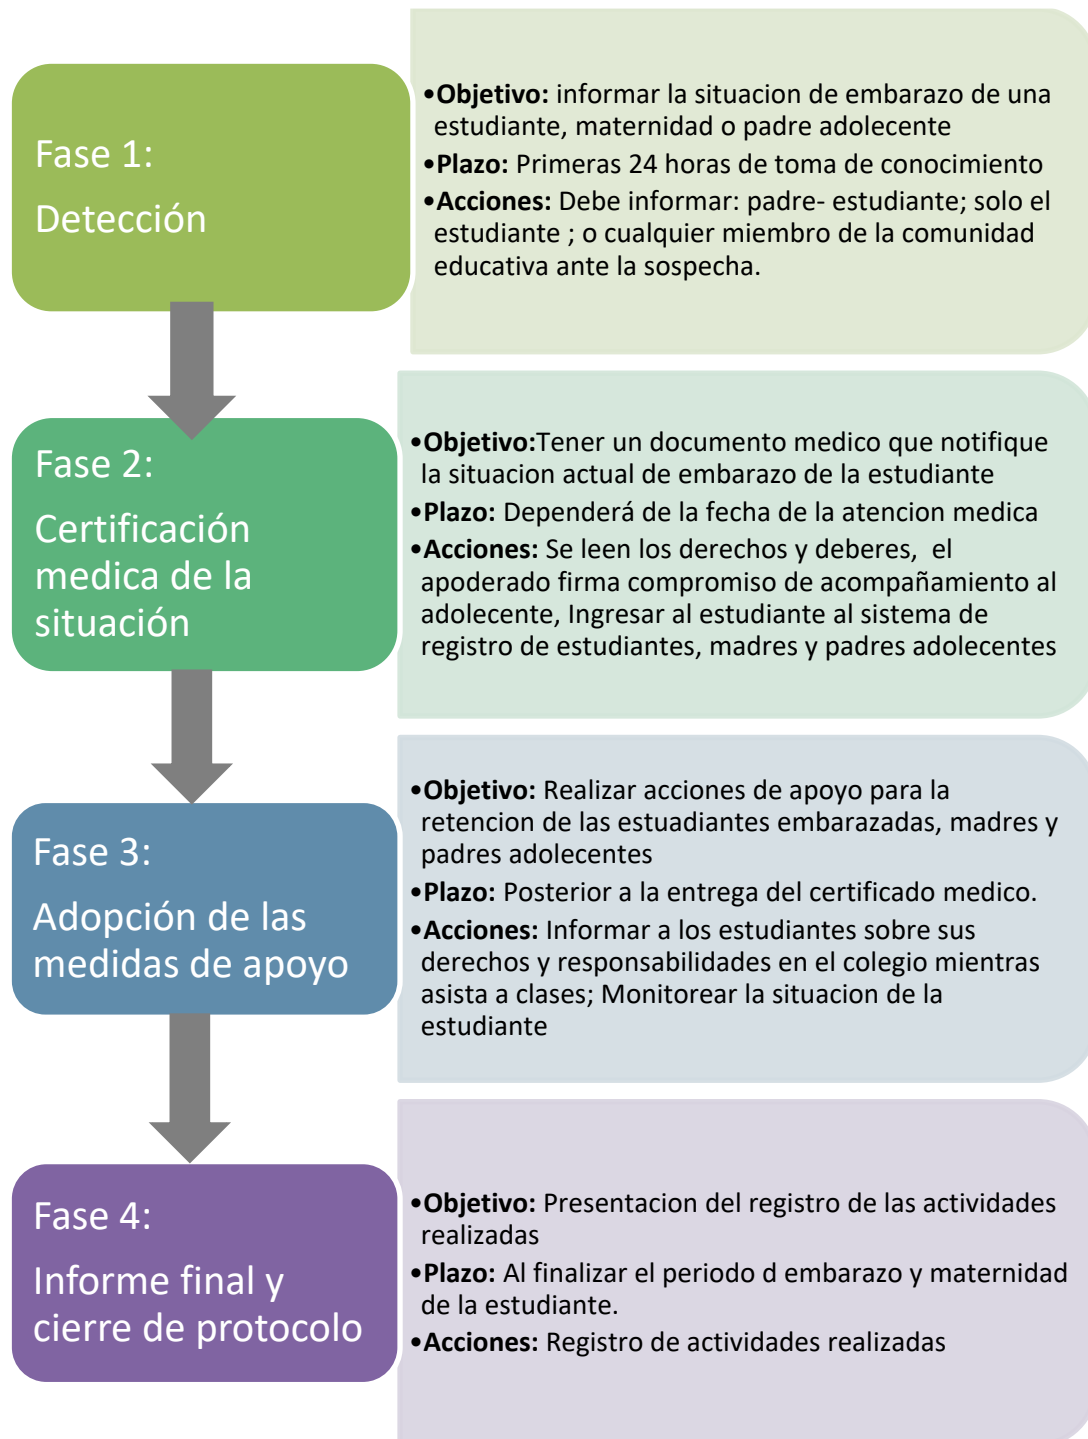 Fase 1:
Detección
•Objetivo: informar la situacion de embarazo de una
estudiante, maternidad o padre adolecente
•Plazo: Primeras 24 horas de toma de conocimiento
•Acciones: Debe informar: padre- estudiante; solo el
estudiante ; o cualquier miembro de la comunidad
educativa ante la sospecha.
Fase 2:
Certificación
medica de la
situación
•Objetivo:Tener un documento medico que notifique
la situacion actual de embarazo de la estudiante
•Plazo: Dependerá de la fecha de la atencion medica
•Acciones: Se leen los derechos y deberes, el
apoderado firma compromiso de acompañamiento al
adolecente, Ingresar al estudiante al sistema de
registro de estudiantes, madres y padres adolecentes
Fase 3:
Adopción de las
medidas de apoyo
•Objetivo: Realizar acciones de apoyo para la
retencion de las estuadiantes embarazadas, madres y
padres adolecentes
•Plazo: Posterior a la entrega del certificado medico.
•Acciones: Informar a los estudiantes sobre sus
derechos y responsabilidades en el colegio mientras
asista a clases; Monitorear la situacion de la
estudiante
Fase 4:
Informe final y
cierre de protocolo
•Objetivo: Presentacion del registro de las actividades
realizadas
•Plazo: Al finalizar el periodo d embarazo y maternidad
de la estudiante.
•Acciones: Registro de actividades realizadas